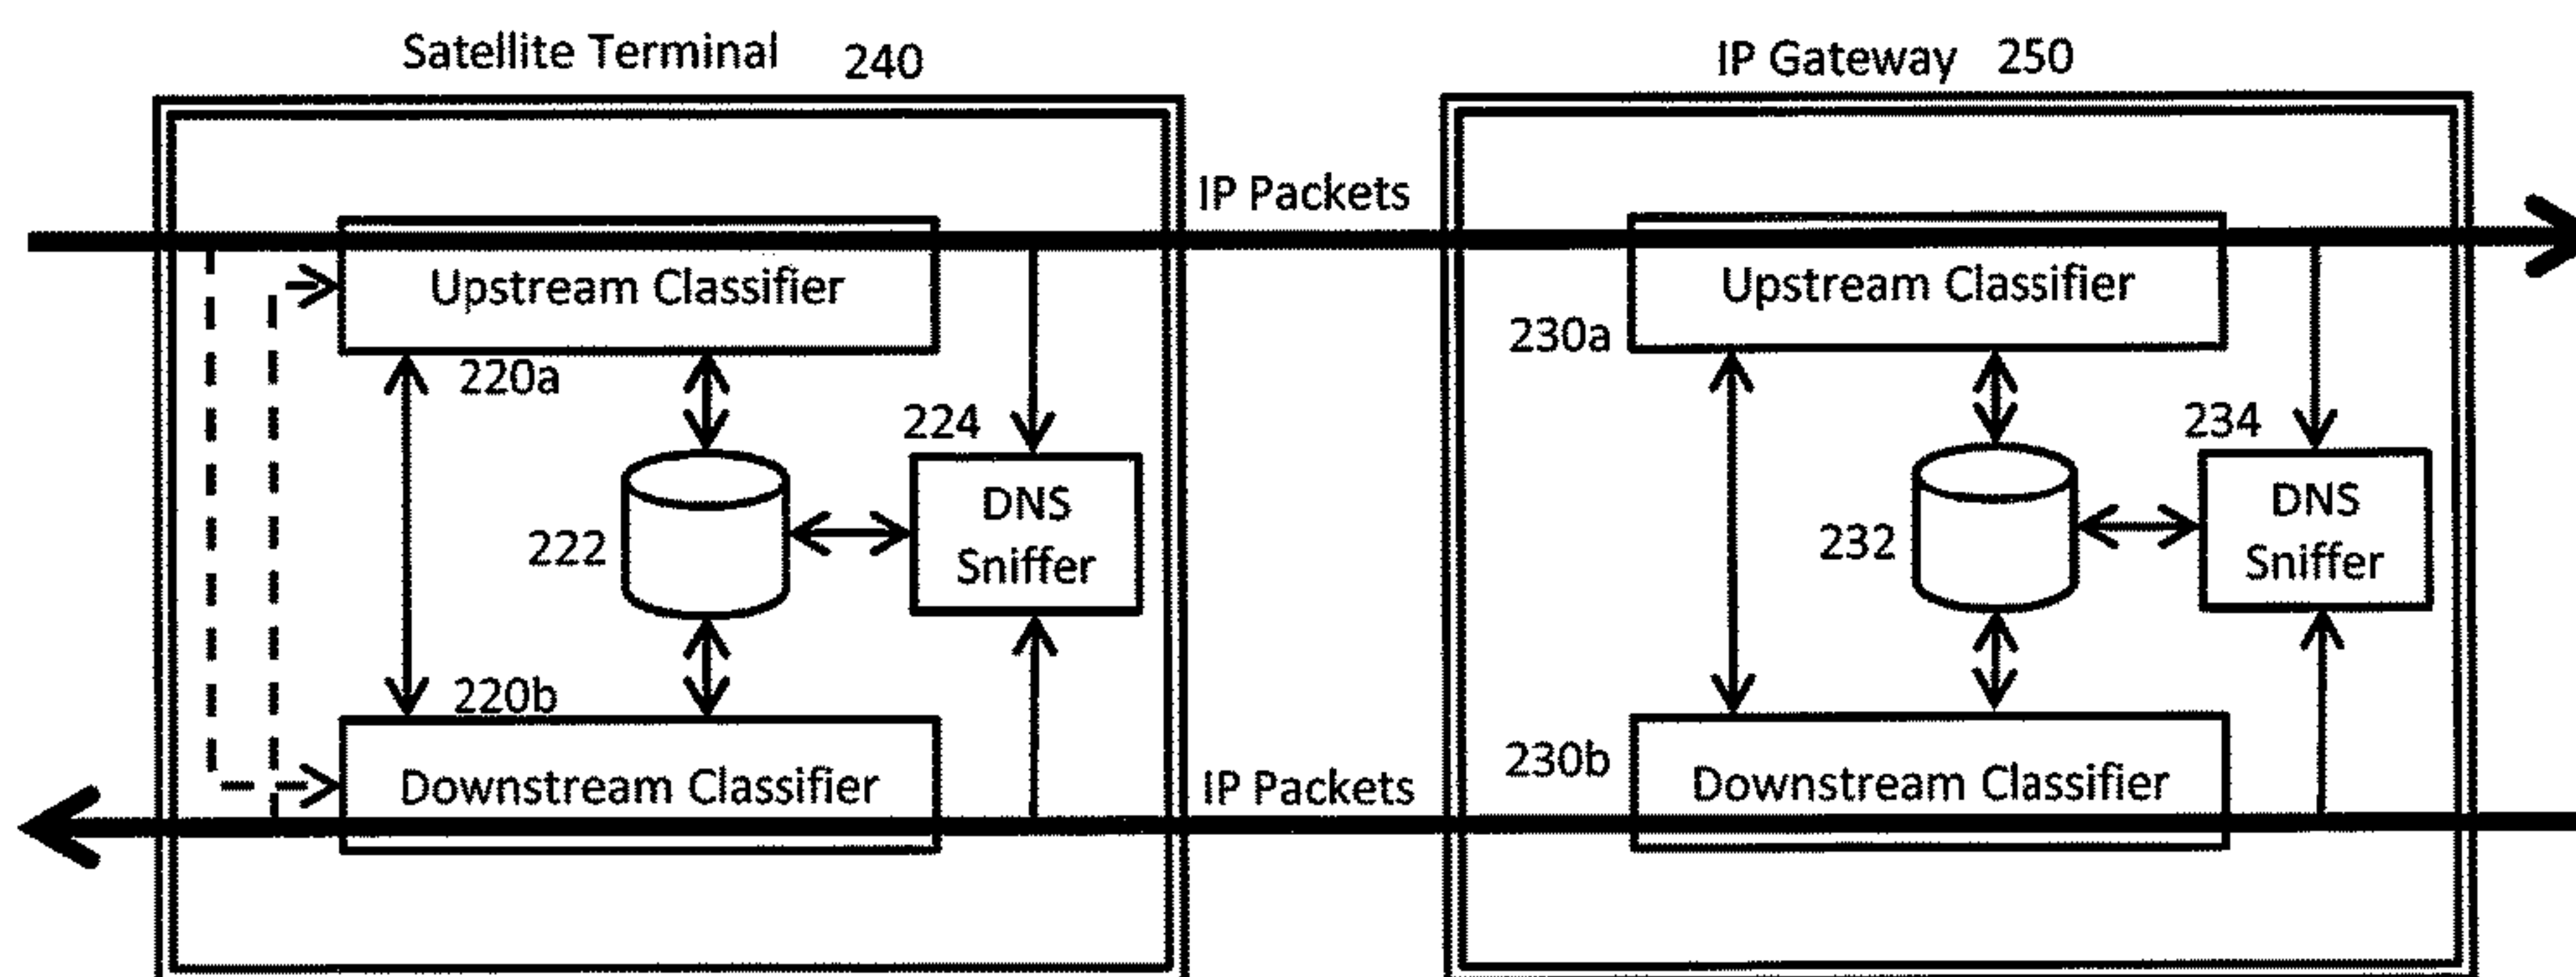 Satellite Terminal 240
IP Gateway 250
IP Packets
Upstream Classifier
220a
Upstream Classifier
230a
224
DNS
Sniffer
222
234
DNS
Sniffer
232
220b
Downstream Classifier
IP Packets
230b
Downstream Classifier